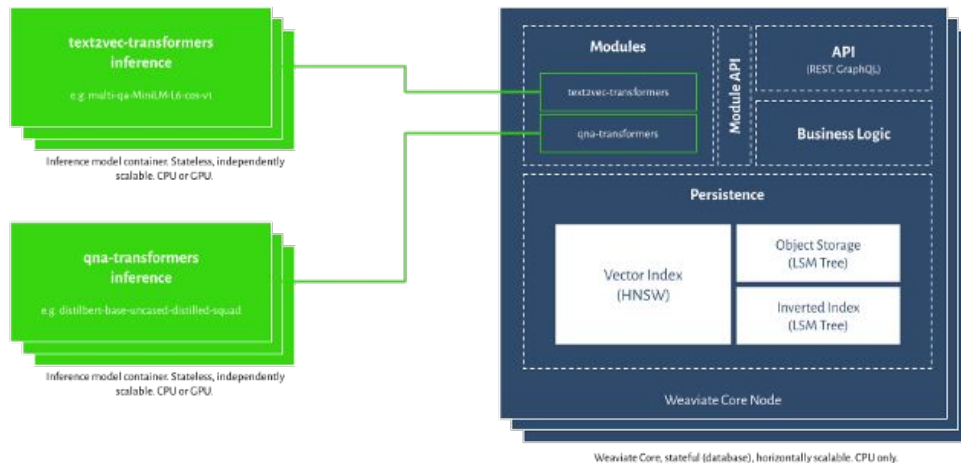 text2vec-transformers
inference
e.g. multi-qa-MiniLM-L6-cos-v1
Inference model container. Stateless, independently
scalable. CPU or GPU.
qna-transformers
inference
e.g. distilbert-base-uncased-distilled-squad
Inference model container. Stateless, independently
scalable. CPU or GPU.
Modules
text2vec-transformers
qna-transformers
Module API
API
(REST, GraphQL)
Business Logic
Persistence
Vector Index
(HNSW)
Object Storage
(LSM Tree)
Inverted Index
(LSM Tree)
Weaviate Core Node
Weaviate Core, stateful (database), horizontally scalable. CPU only.